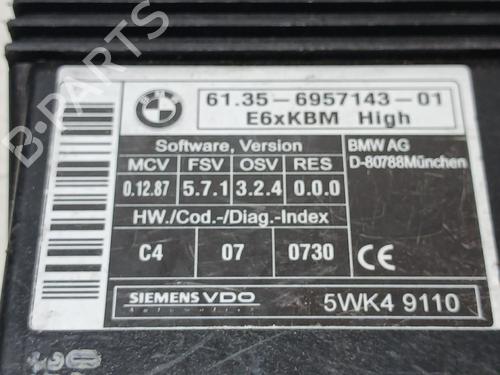 BMW
61.35-6957143-01
E6xKBM High
Software, Version
MCV FSV OSV RES
0.12.87 5.7.1 3.2.4 0.0.0
BMW AG
D-80788München
HW./Cod.-/Diag.-Index
C4 07 0730
CE
SIEMENS VDO
Automotive
5WK4 9110